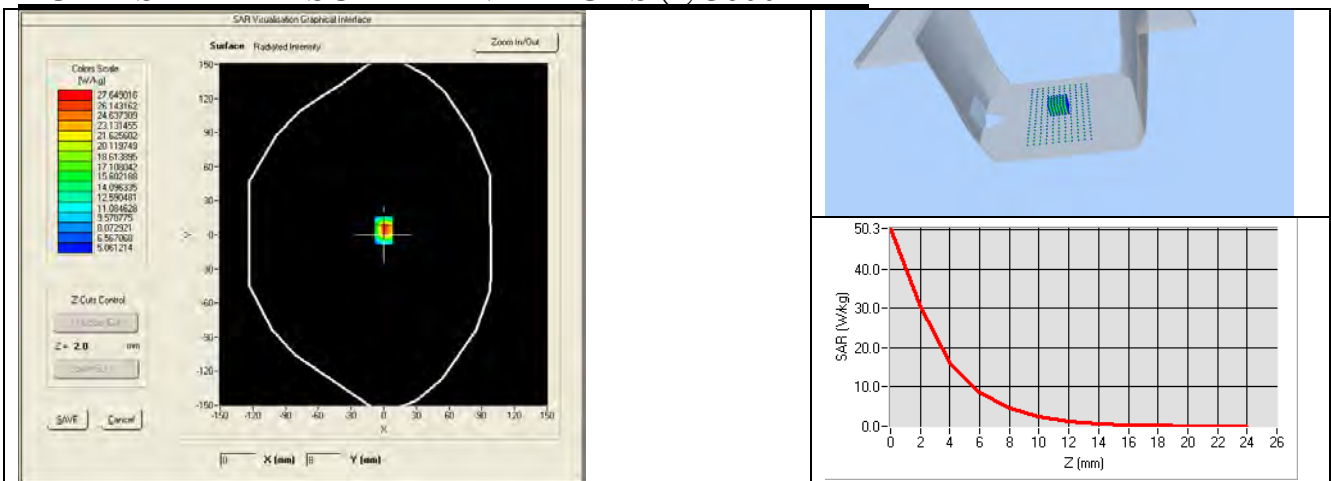 SAR Visualisation Graphical Interface
Surface Radiated Intensity
Zoom In/Out
Colors Scale
(W/kg)
27.649016
26.143162
24.637309
23.131455
21.625602
20.119749
18.613895
17.108042
15.602188
14.096335
12.590481
11.084628
9.578775
8.072921
6.567068
5.061214
Z Cuts Control
Z = 2.0 mm
SAVE
Cancel
150-
120-
90-
60-
30-
0-
-60-
-120-
-150-
-150 -120 -90 -60 -30 0 30 60 90 120 150
X
X (mm) 8 Y (mm)
50.3-
40.0-
30.0-
20.0-
10.0-
0.0-
SAR (W/kg)
0 2 4 6 8 10 12 14 16 18 20 22 24 26
Z (mm)